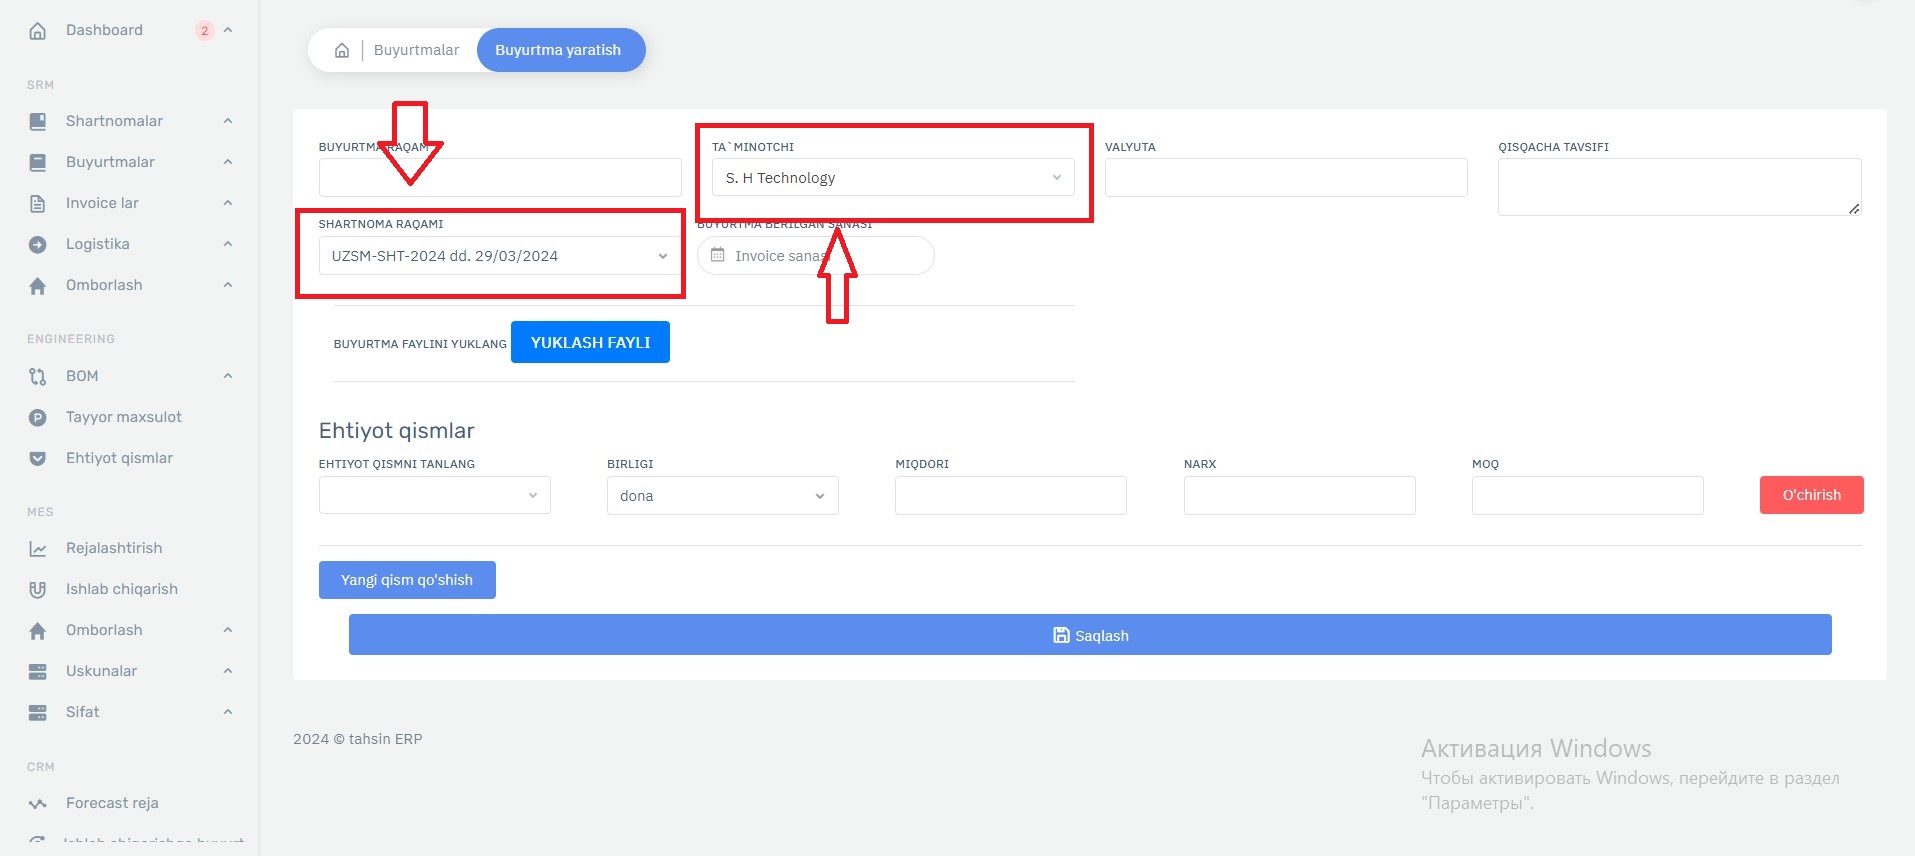 Dashboard 2
SRM
Shartnomalar
Buyurtmalar
Invoice lar
Logistika
Omborlash
ENGINEERING
BOM
Tayyor maxsulot
Ehtiyot qismlar
MES
Rejalashtirish
Ishlab chiqarish
Omborlash
Uskunalar
Sifat
CRM
Forecast reja
Buyurtmalar Buyurtma yaratish
BUYURTMA RAQAM TA`MINOTCHI VALYUTA QISQACHA TAVSIFI
S. H Technology
SHARTNOMA RAQAMI BUYURTMA BERILGAN SANASI
UZSM-SHT-2024 dd. 29/03/2024 Invoice sanasi
BUYURTMA FAYLINI YUKLANG YUKLASH FAYLI
Ehtiyot qismlar
EHTIYOT QISMNI TANLANG BIRLIGI MIQDORI NARX MOQ
dona O'chirish
Yangi qism qo'shish
Saqlash
2024 © tahsin ERP
Активация Windows
Чтобы активировать Windows, перейдите в раздел
"Параметры".